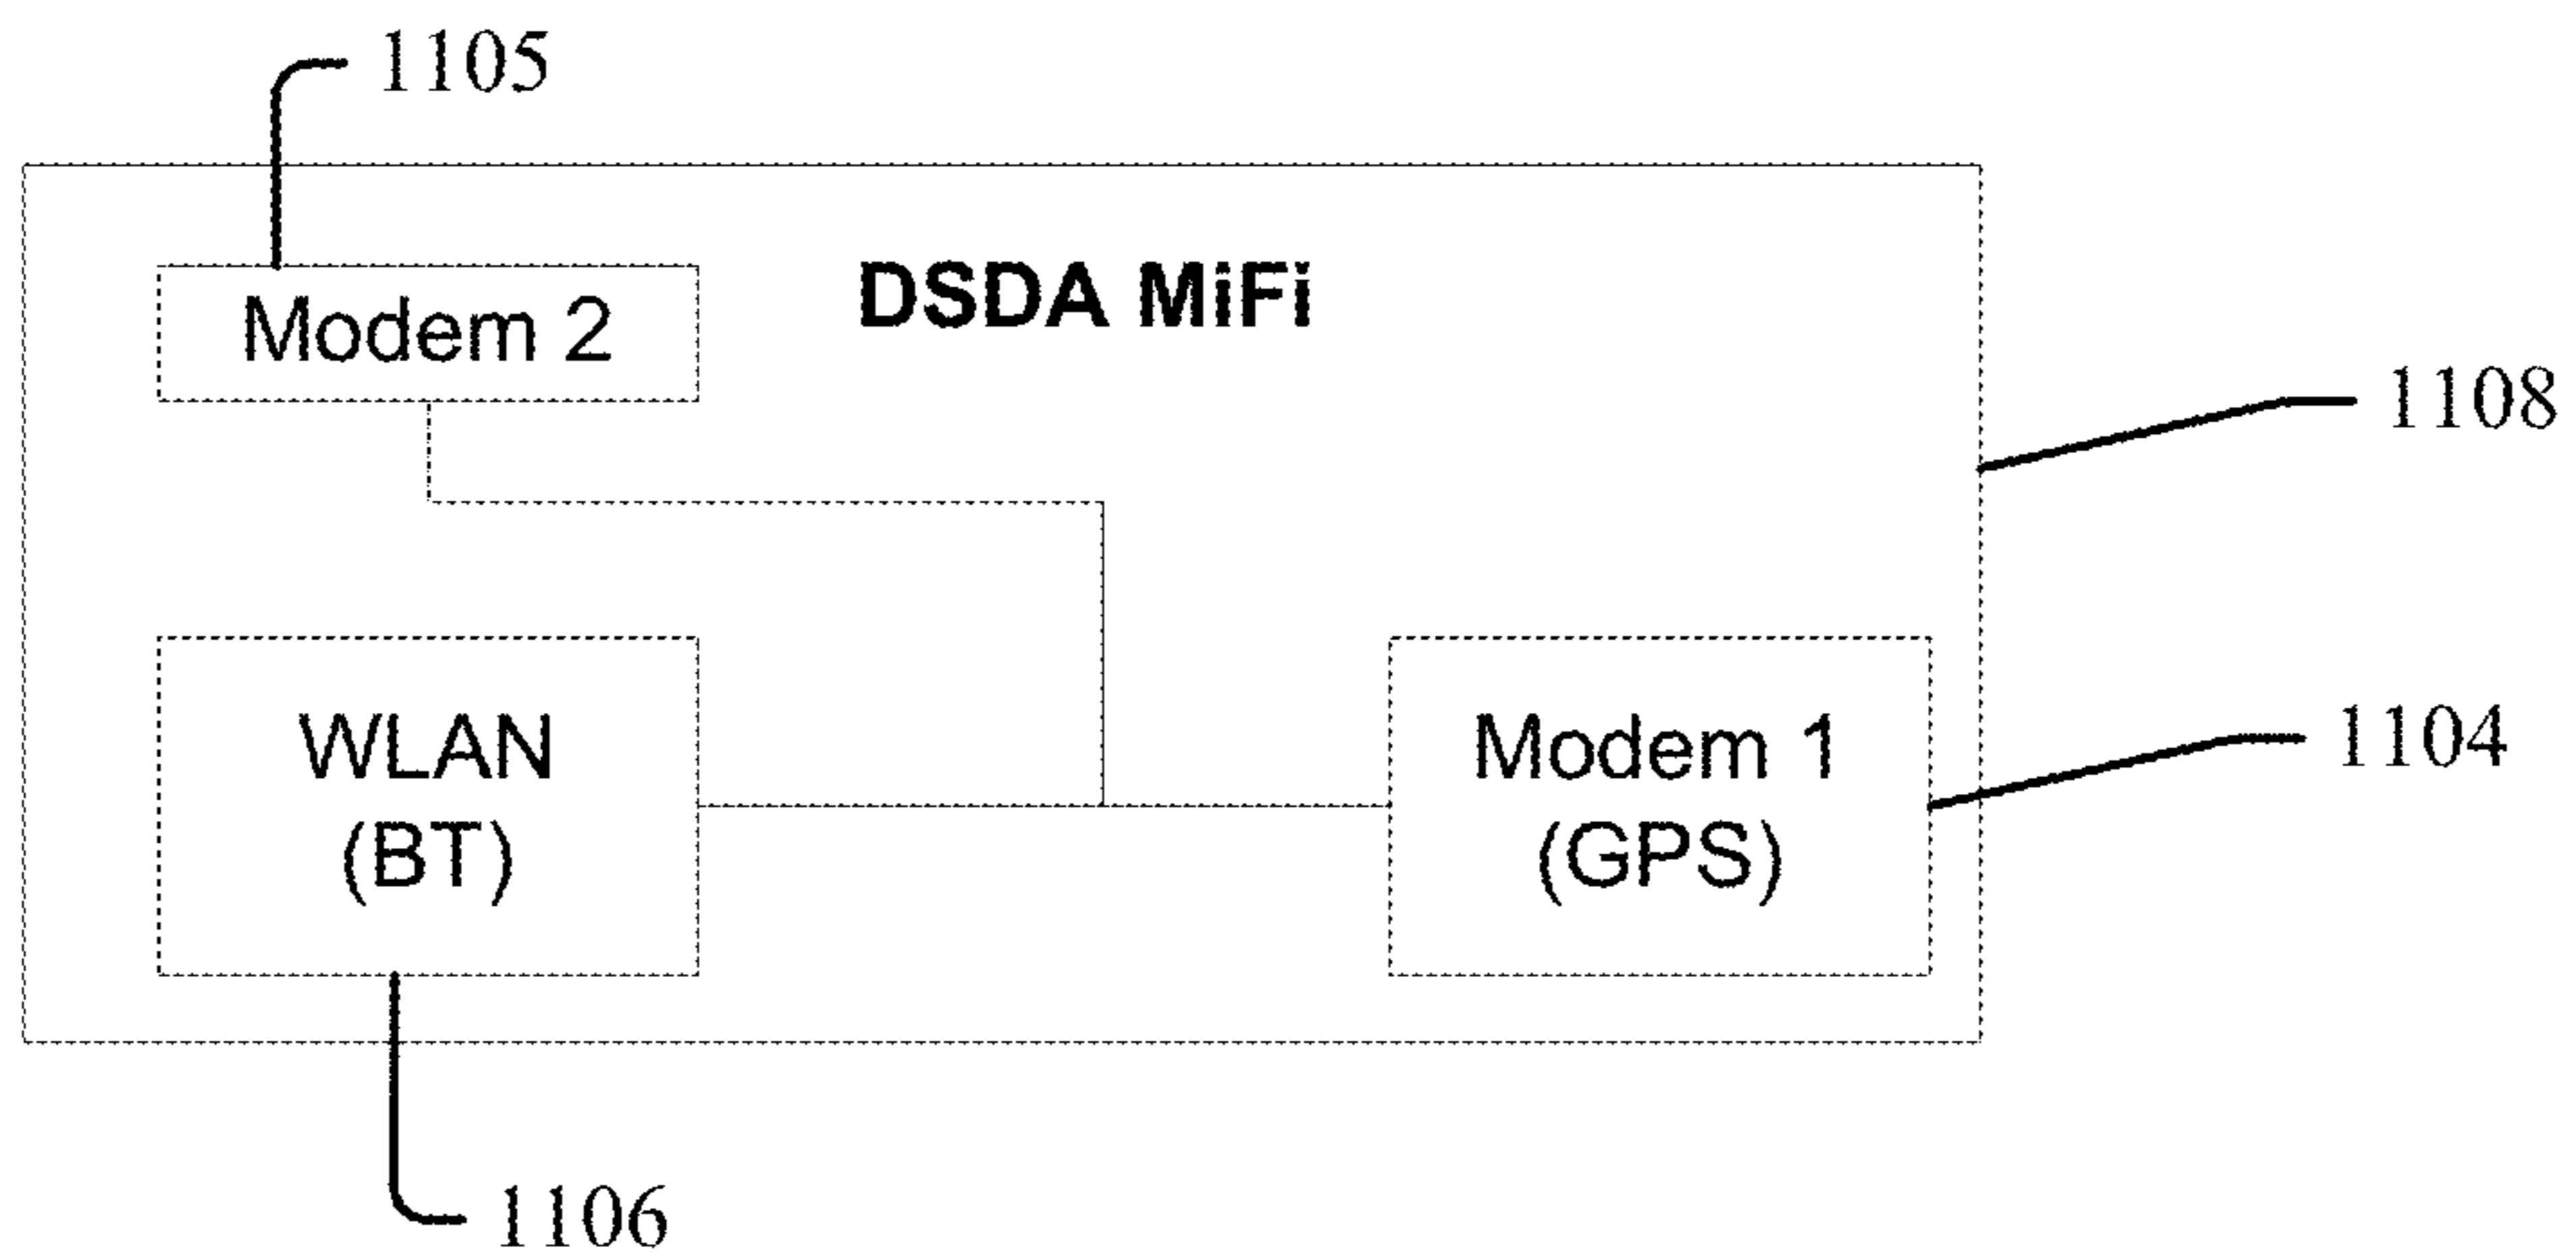 1105
DSDA MiFi
Modem 2
1108
WLAN
(BT)
Modem 1
(GPS)
1104
1106